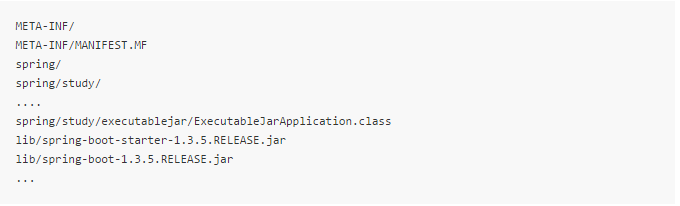 META-INF/
META-INF/MANIFEST.MF
spring/
spring/study/
....
spring/study/executablejar/ExecutableJarApplication.class
lib/spring-boot-starter-1.3.5.RELEASE.jar
lib/spring-boot-1.3.5.RELEASE.jar
...